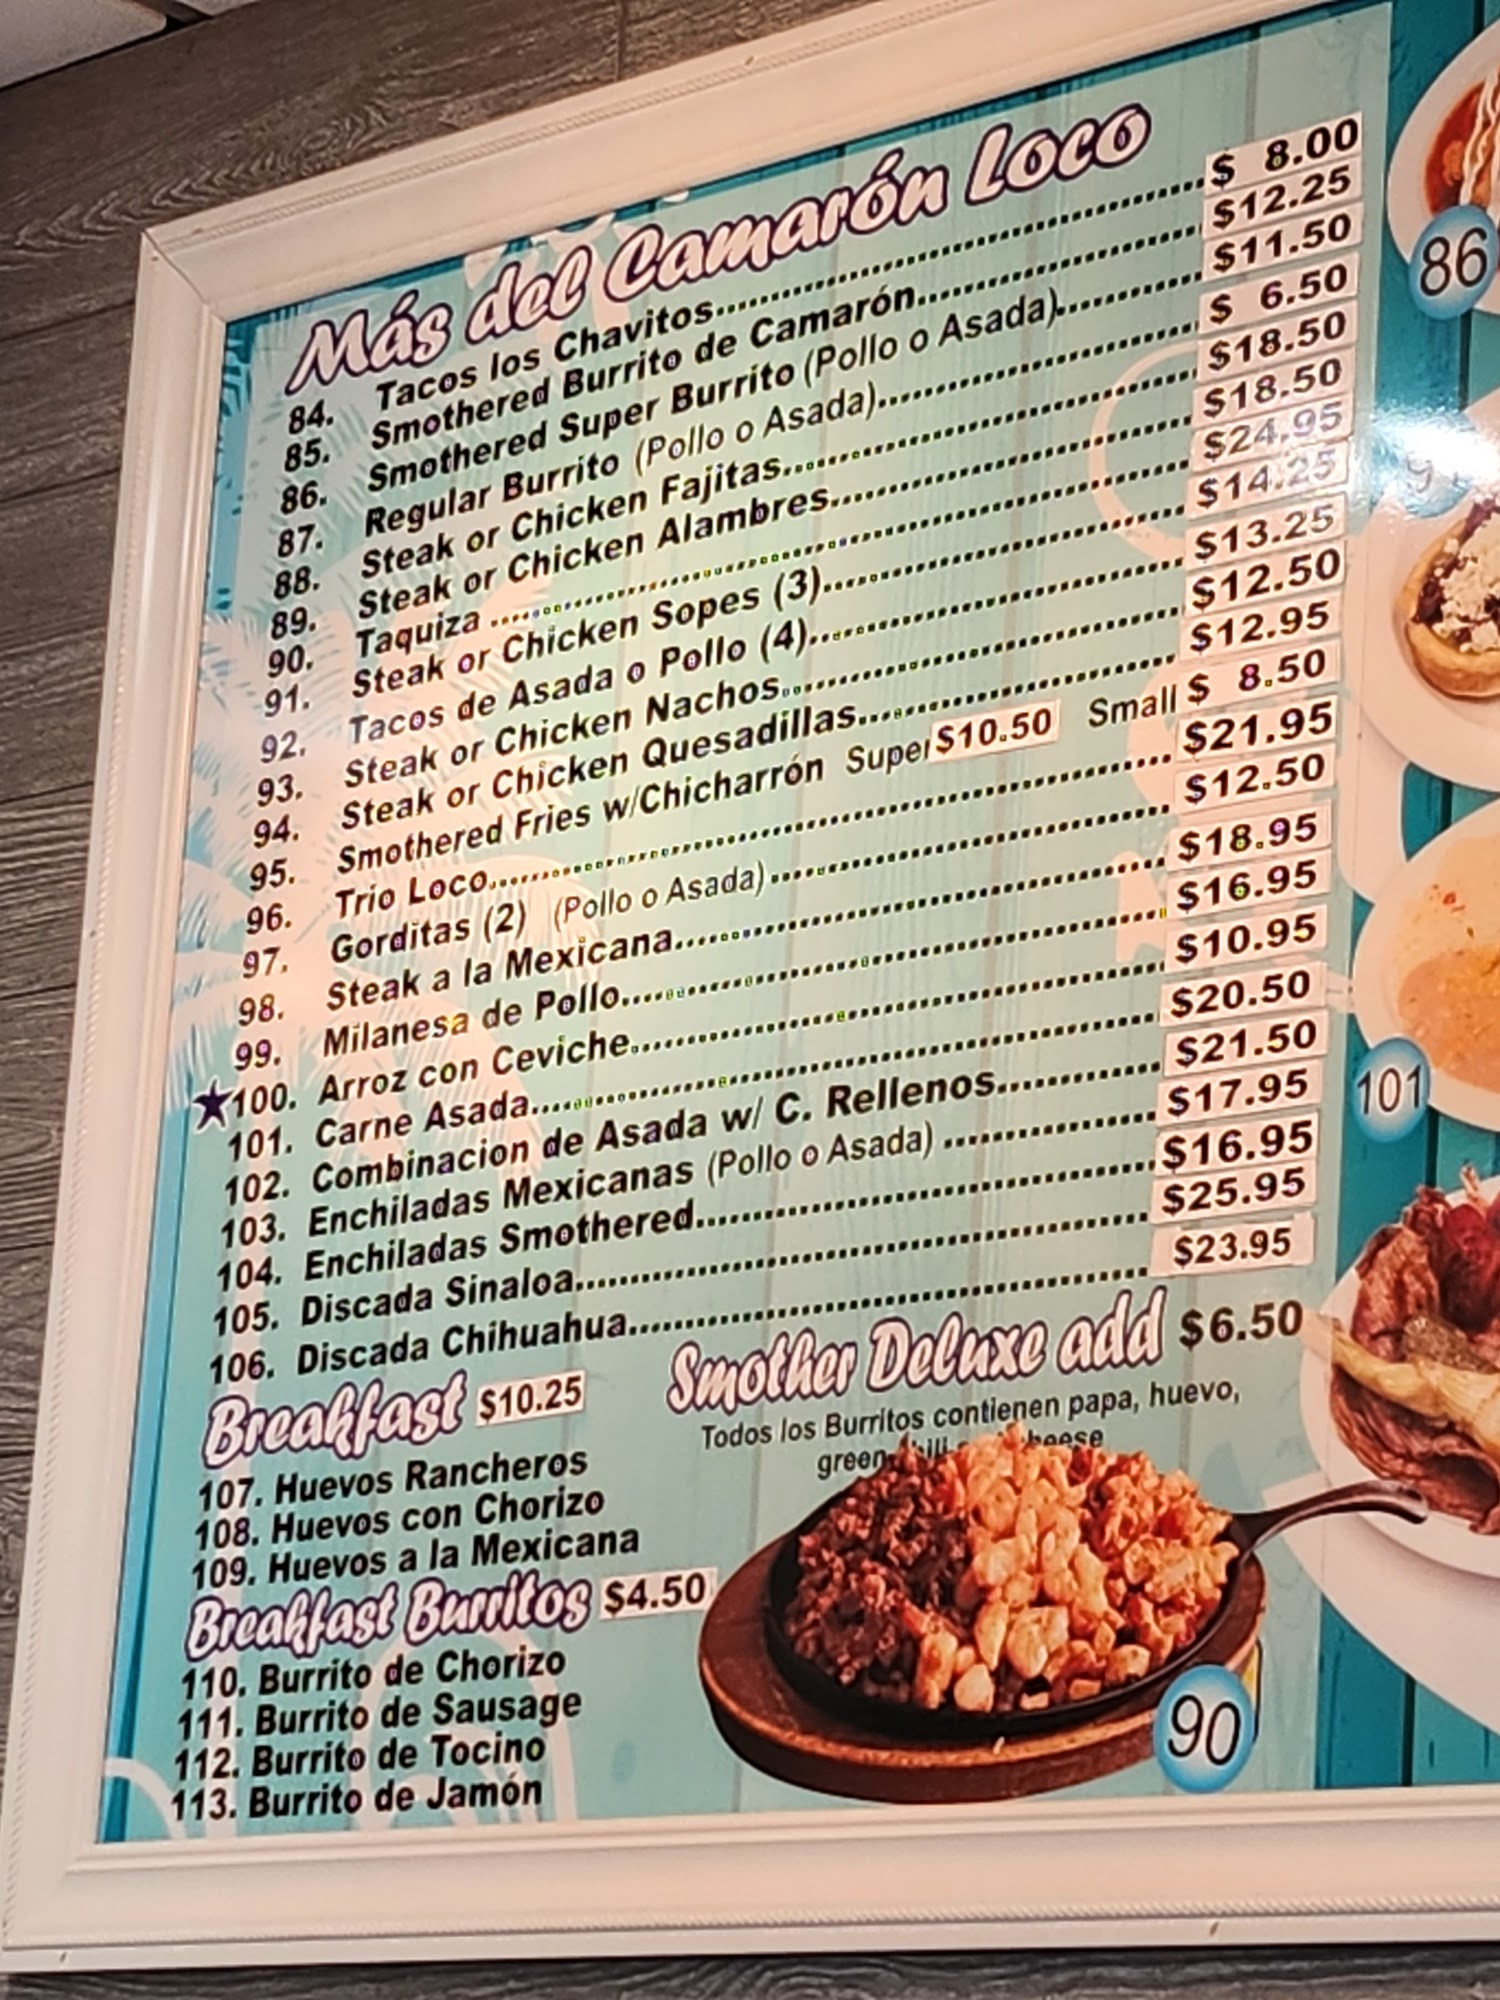 Más del Camarón Loco
84. Tacos los Chavitos........ $ 8.00
85. Smothered Burrito de Camarón........ $12.25
86. Smothered Super Burrito (Pollo o Asada)........ $11.50
87. Regular Burrito (Pollo o Asada)........ $ 6.50
88. Steak or Chicken Fajitas........ $18.50
89. Steak or Chicken Alambres........ $18.50
90. Taquiza ........ $24.95
91. Steak or Chicken Sopes (3)........ $14.25
92. Tacos de Asada o Pollo (4)........ $13.25
93. Steak or Chicken Nachos........ $12.50
94. Steak or Chicken Quesadillas........ $12.95
95. Smothered Fries w/Chicharrón Super $10.50 Small $ 8.50
96. Trio Loco........ $21.95
97. Gorditas (2) (Pollo o Asada)........ $12.50
98. Steak a la Mexicana........ $18.95
99. Milanesa de Pollo........ $16.95
★100. Arroz con Ceviche........ $10.95
101. Carne Asada........ $20.50
102. Combinacion de Asada w/ C. Rellenos........ $21.50
103. Enchiladas Mexicanas (Pollo o Asada) ........ $17.95
104. Enchiladas Smothered........ $16.95
105. Discada Sinaloa........ $25.95
106. Discada Chihuahua........ $23.95
Smother Deluxe add $6.50
Todos los Burritos contienen papa, huevo,
green
Breakfast $10.25
107. Huevos Rancheros
108. Huevos con Chorizo
109. Huevos a la Mexicana
Breakfast Burritos $4.50
110. Burrito de Chorizo
111. Burrito de Sausage
112. Burrito de Tocino
113. Burrito de Jamón
90
86
101